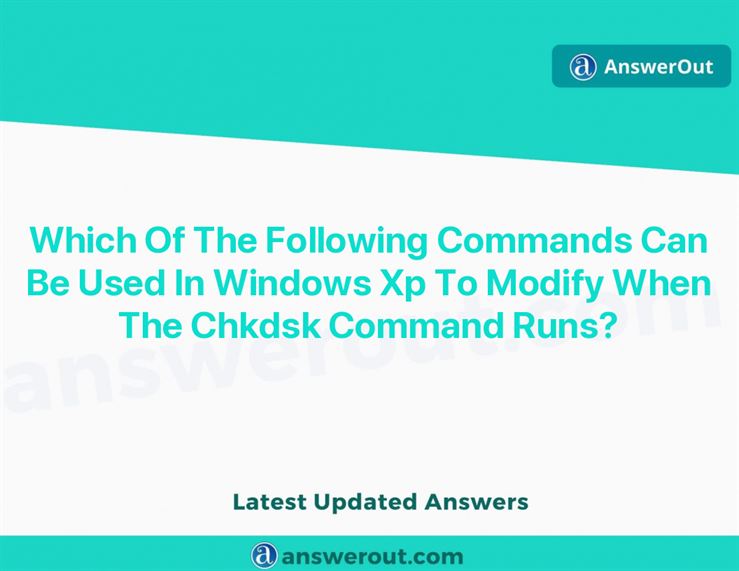 AnswerOut
Which Of The Following Commands Can
Be Used In Windows Xp To Modify When
The Chkdsk Command Runs?
answerout.com
Latest Updated Answers
answerout.com